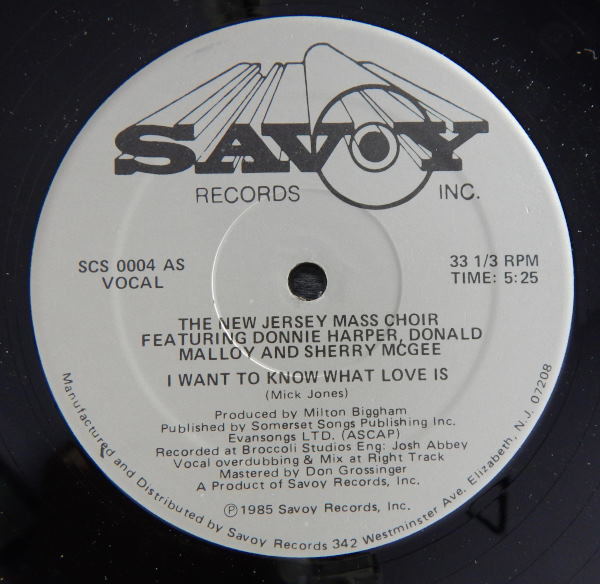 SAVOY
RECORDS INC.
SCS 0004 AS
VOCAL
33 1/3 RPM
TIME: 5:25
THE NEW JERSEY MASS CHOIR
FEATURING DONNIE HARPER, DONALD
MALLOY AND SHERRY MCGEE
I WANT TO KNOW WHAT LOVE IS
(Mick Jones)
Produced by Milton Biggham
Published by Somerset Songs Publishing Inc.
Evansongs LTD. (ASCAP)
Recorded at Broccoli Studios Eng: Josh Abbey
Vocal overdubbing & Mix at Right Track
Mastered by Don Grossinger
A Product of Savoy Records, Inc.
Ⓟ 1985 Savoy Records, Inc.
Manufactured and Distributed by Savoy Records 342 Westminster Ave. Elizabeth, N.J. 07208